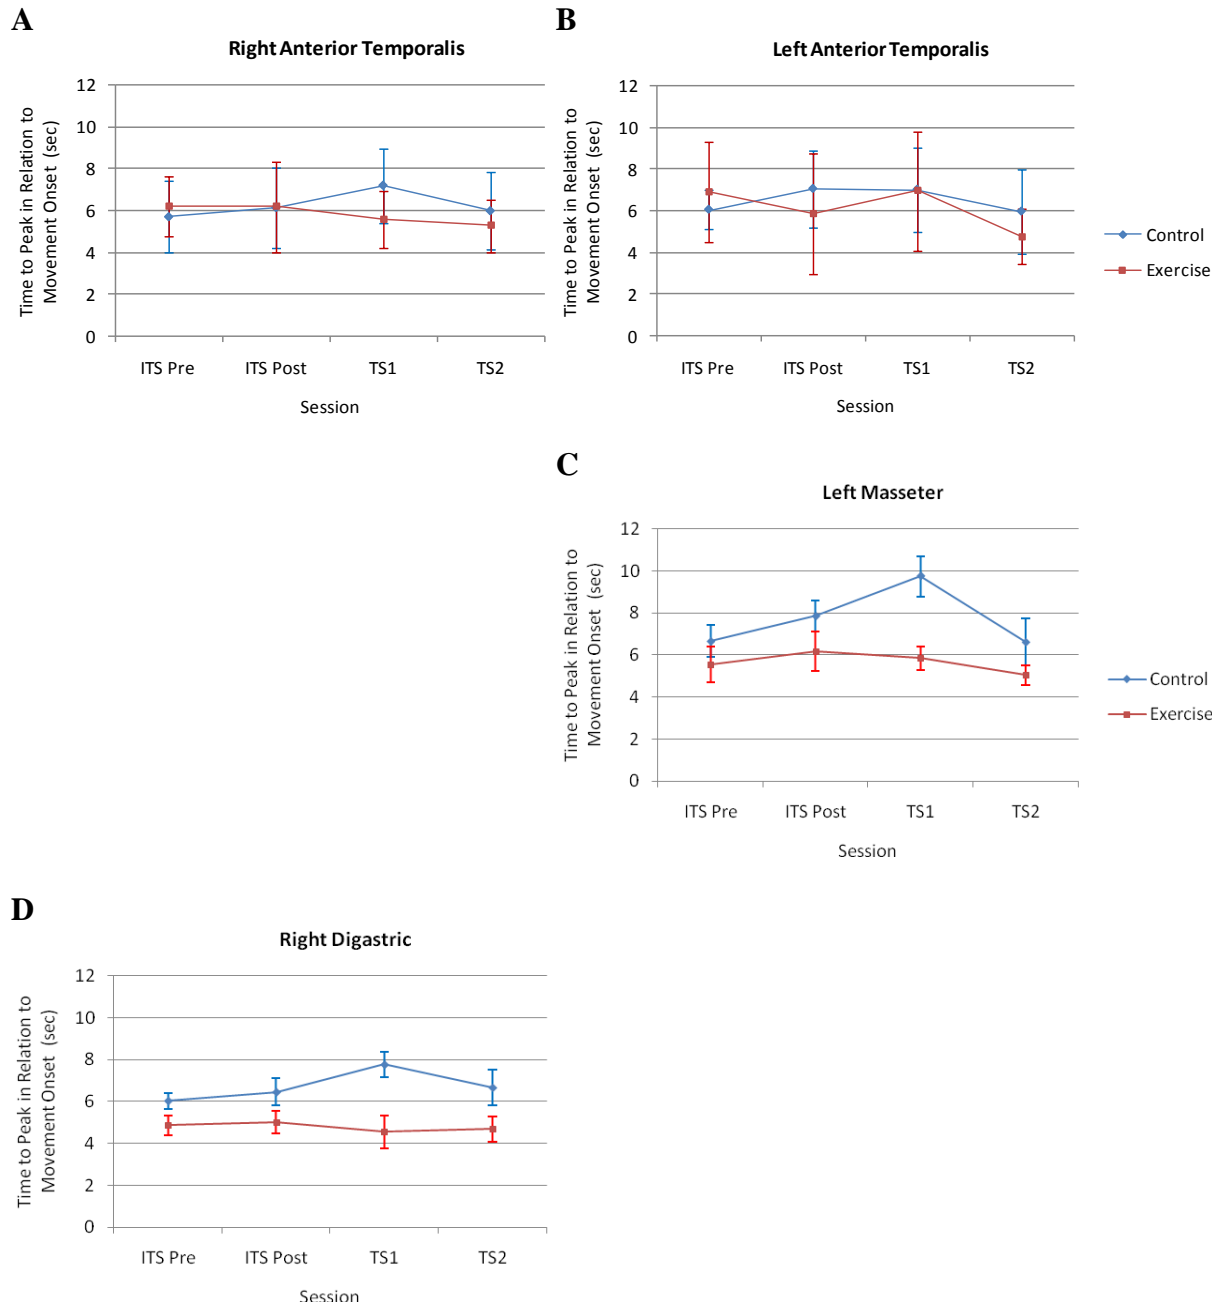 A
Right Anterior Temporalis
Time to Peak in Relation to
Movement Onset (sec)
12
10
8
6
4
2
0
ITS Pre ITS Post TS1 TS2
Session
B
Left Anterior Temporalis
Time to Peak in Relation to
Movement Onset (sec)
12
10
8
6
4
2
0
ITS Pre ITS Post TS1 TS2
Session
Control
Exercise
C
Left Masseter
Time to Peak in Relation to
Movement Onset (sec)
12
10
8
6
4
2
0
ITS Pre ITS Post TS1 TS2
Session
Control
Exercise
D
Right Digastric
Time to Peak in Relation to
Movement Onset (sec)
12
10
8
6
4
2
0
ITS Pre ITS Post TS1 TS2
Session